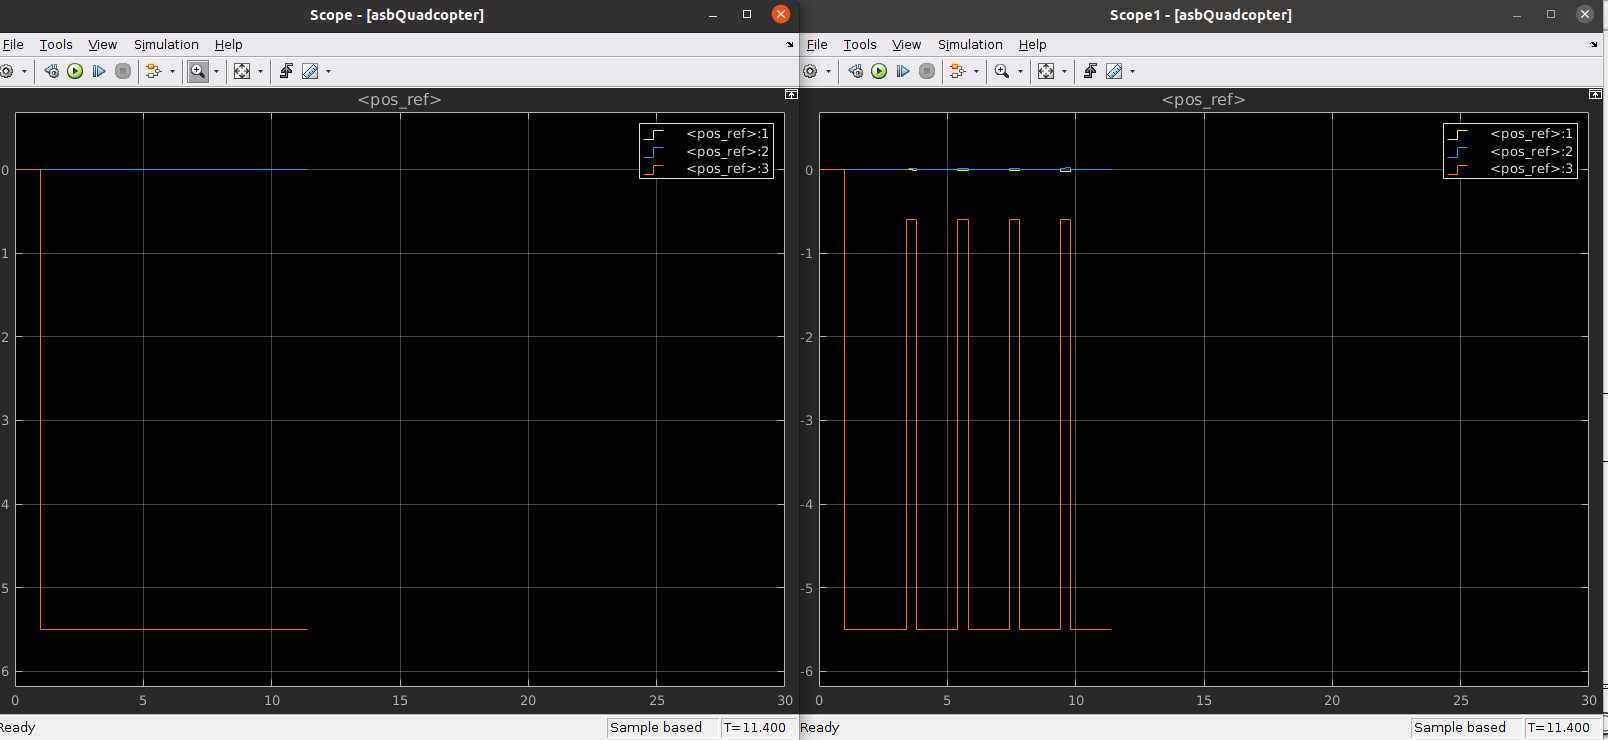 Scope - [asbQuadcopter]
File Tools View Simulation Help
<pos_ref>
<pos_ref>:1
<pos_ref>:2
<pos_ref>:3
0
1
2
3
4
5
6
0 5 10 15 20 25 30
Ready Sample based T=11.400
Scope1 - [asbQuadcopter]
File Tools View Simulation Help
<pos_ref>
<pos_ref>:1
<pos_ref>:2
<pos_ref>:3
0
-1
-2
-3
-4
-5
-6
0 5 10 15 20 25 30
Ready Sample based T=11.400